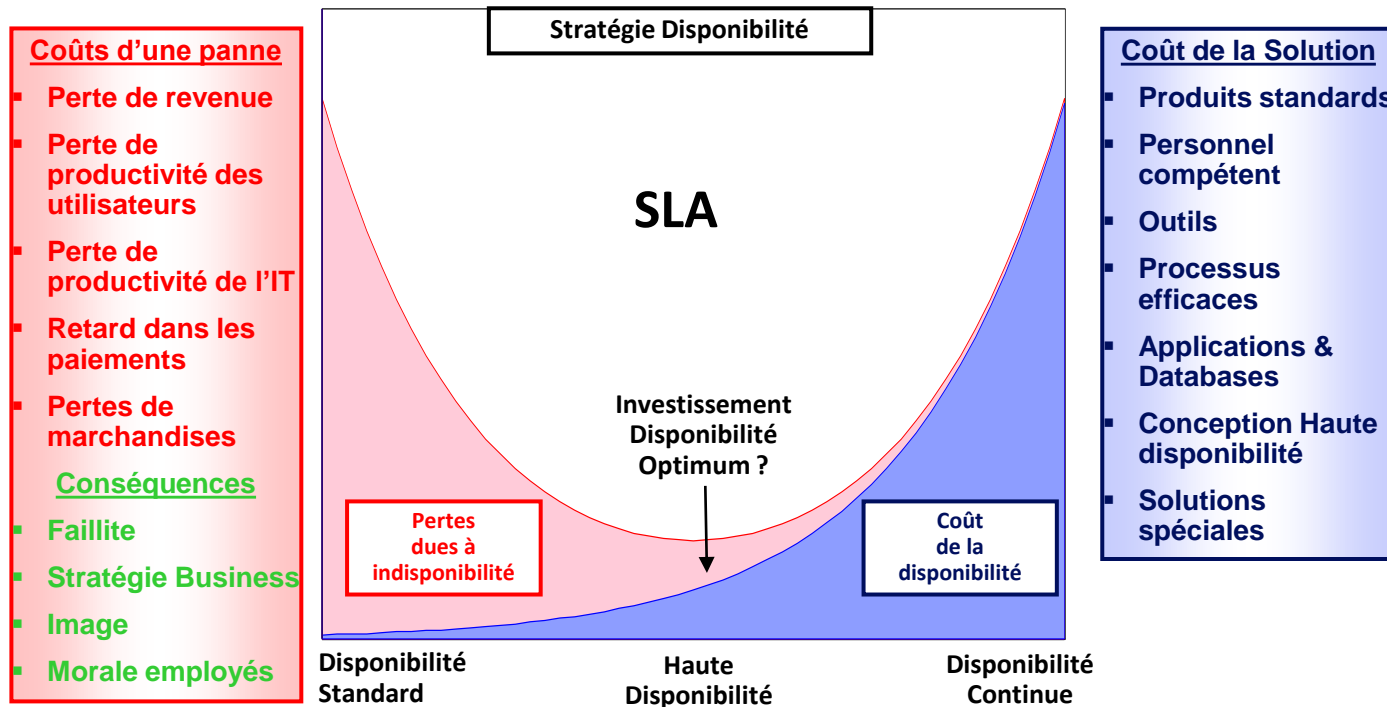 Stratégie Disponibilité
Coûts d’une panne
▪ Perte de revenue
▪ Perte de
productivité des
utilisateurs
▪ Perte de
productivité de l’IT
▪ Retard dans les
paiements
▪ Pertes de
marchandises
Conséquences
▪ Faillite
▪ Stratégie Business
▪ Image
▪ Morale employés
SLA
Investissement
Disponibilité
Optimum ?
Pertes
dues à
indisponibilité
Coût
de la
disponibilité
Disponibilité
Standard
Haute
Disponibilité
Disponibilité
Continue
Coût de la Solution
▪ Produits standards
▪ Personnel
compétent
▪ Outils
▪ Processus
efficaces
▪ Applications &
Databases
▪ Conception Haute
disponibilité
▪ Solutions
spéciales